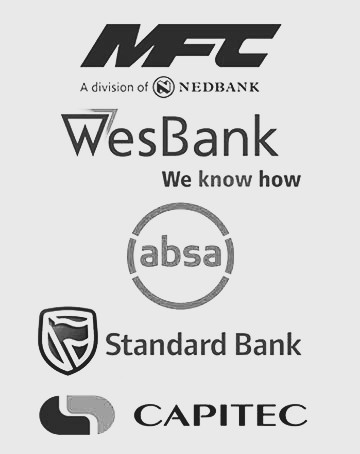 MFC
A division of NEDBANK
WesBank
We know how
absa
Standard Bank
CAPITEC